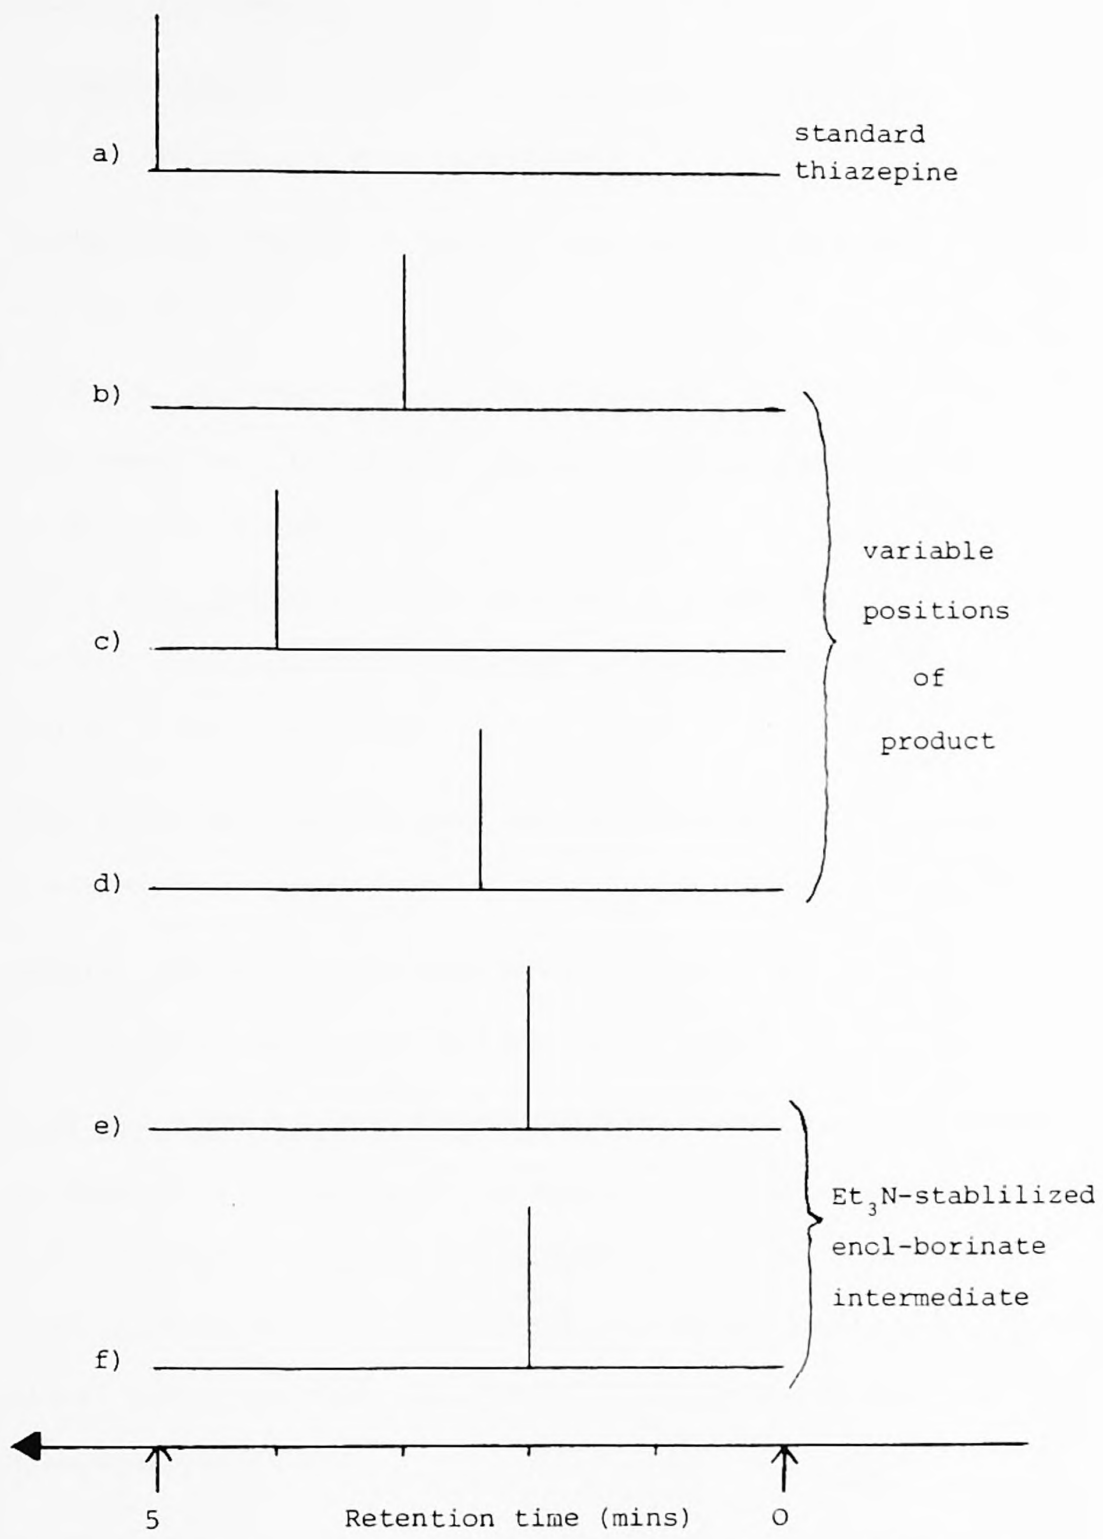 a)
standard
thiazepine
b)
c)
variable
positions
of
product
d)
e)
Et₃N-stablilized
encl-borinate
intermediate
f)
5 Retention time (mins) 0